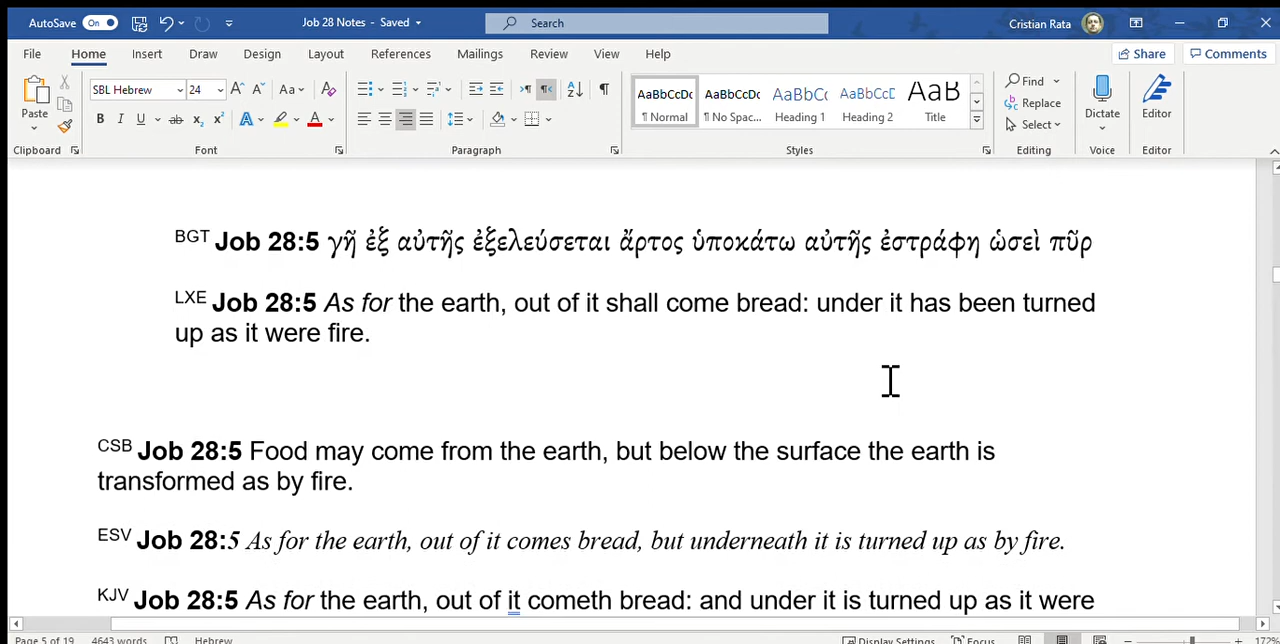 AutoSave On Job 28 Notes - Saved Search Cristian Rata
File Home Insert Draw Design Layout References Mailings Review View Help Share Comments
SBL Hebrew 24 Aa AaBbCcDc AaBbCcDc AaBbCc AaBbCcD AaB Find
Paste ¶ Normal ¶ No Spac... Heading 1 Heading 2 Title Replace Dictate Editor
B I U ab x₂ x² A A Select
Clipboard Font Paragraph Styles Editing Voice Editor
BGT Job 28:5 γῆ ἐξ αὐτῆς ἐξελεύσεται ἄρτος ὑποκάτω αὐτῆς ἐστράφη ὡσεὶ πῦρ
LXE Job 28:5 As for the earth, out of it shall come bread: under it has been turned
up as it were fire.
CSB Job 28:5 Food may come from the earth, but below the surface the earth is
transformed as by fire.
ESV Job 28:5 As for the earth, out of it comes bread, but underneath it is turned up as by fire.
KJV Job 28:5 As for the earth, out of it cometh bread: and under it is turned up as it were
Page 5 of 19 4643 words Hebrew Display Settings Focus 172%